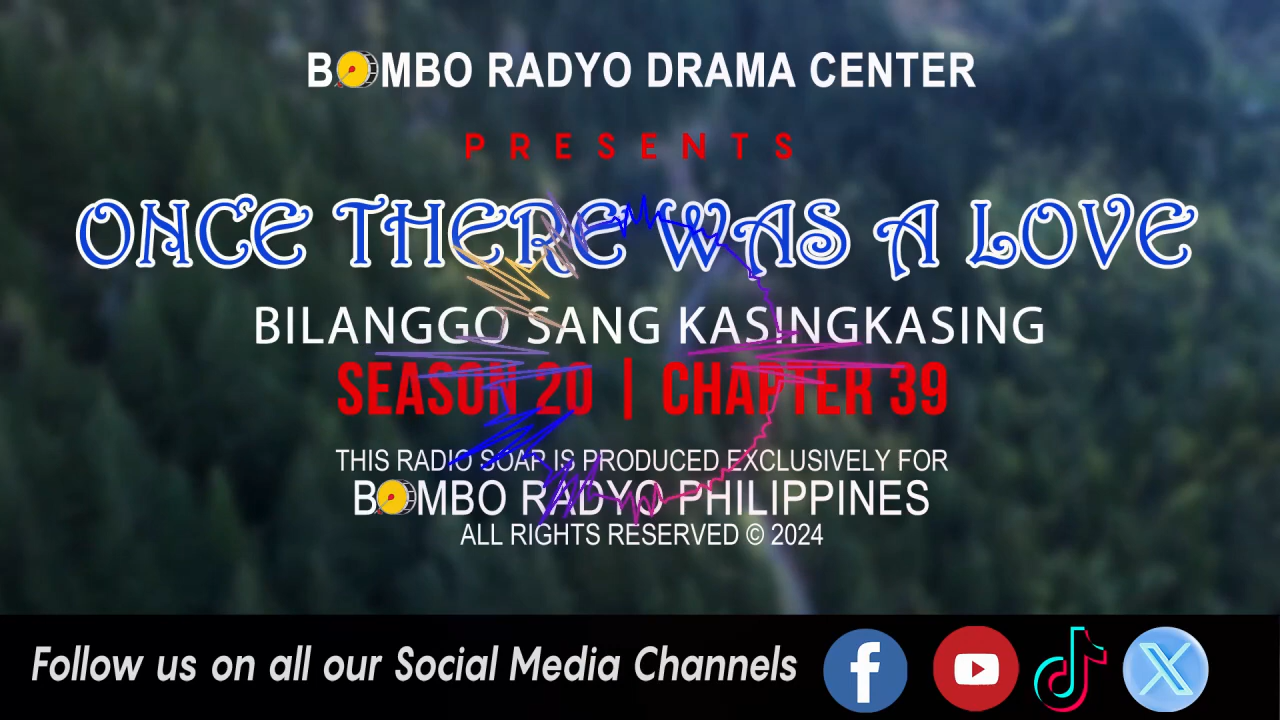 BOMBO RADYO DRAMA CENTER
PRESENTS
ONCE THERE WAS A LOVE
BILANGGO SANG KASINGKASING
SEASON 20 | CHAPTER 39
THIS RADIO SOAP IS PRODUCED EXCLUSIVELY FOR
BOMBO RADYO PHILIPPINES
ALL RIGHTS RESERVED © 2024
Follow us on all our Social Media Channels